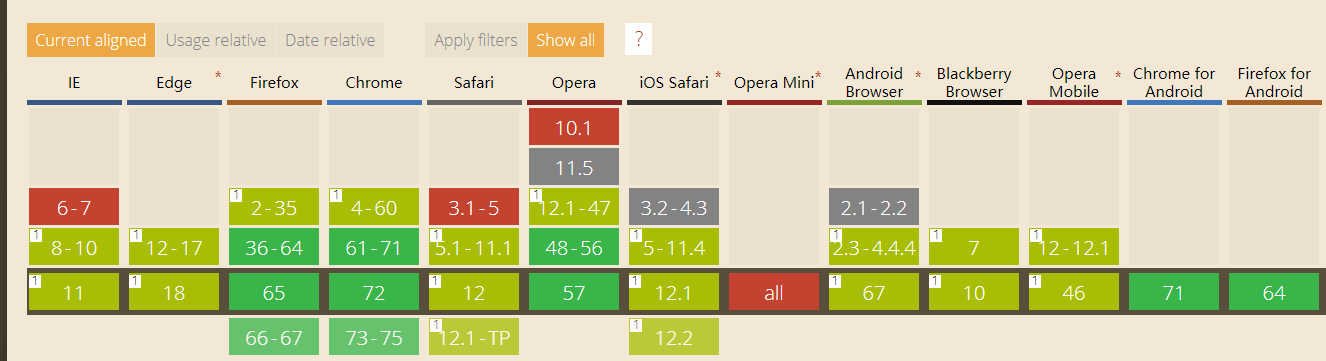 Current aligned Usage relative Date relative Apply filters Show all ?
IE Edge * Firefox Chrome Safari Opera iOS Safari * Opera Mini * Android Browser * Blackberry Browser Opera Mobile * Chrome for Android Firefox for Android
10.1
11.5
6-7 1 2-35 1 4-60 3.1-5 1 12.1-47 3.2-4.3 2.1-2.2
1 8-10 1 12-17 36-64 61-71 1 5.1-11.1 48-56 1 5-11.4 1 2.3-4.4.4 1 7 1 12-12.1
1 11 1 18 65 72 1 12 57 1 12.1 all 1 67 1 10 1 46 71 64
66-67 73-75 1 12.1-TP 1 12.2